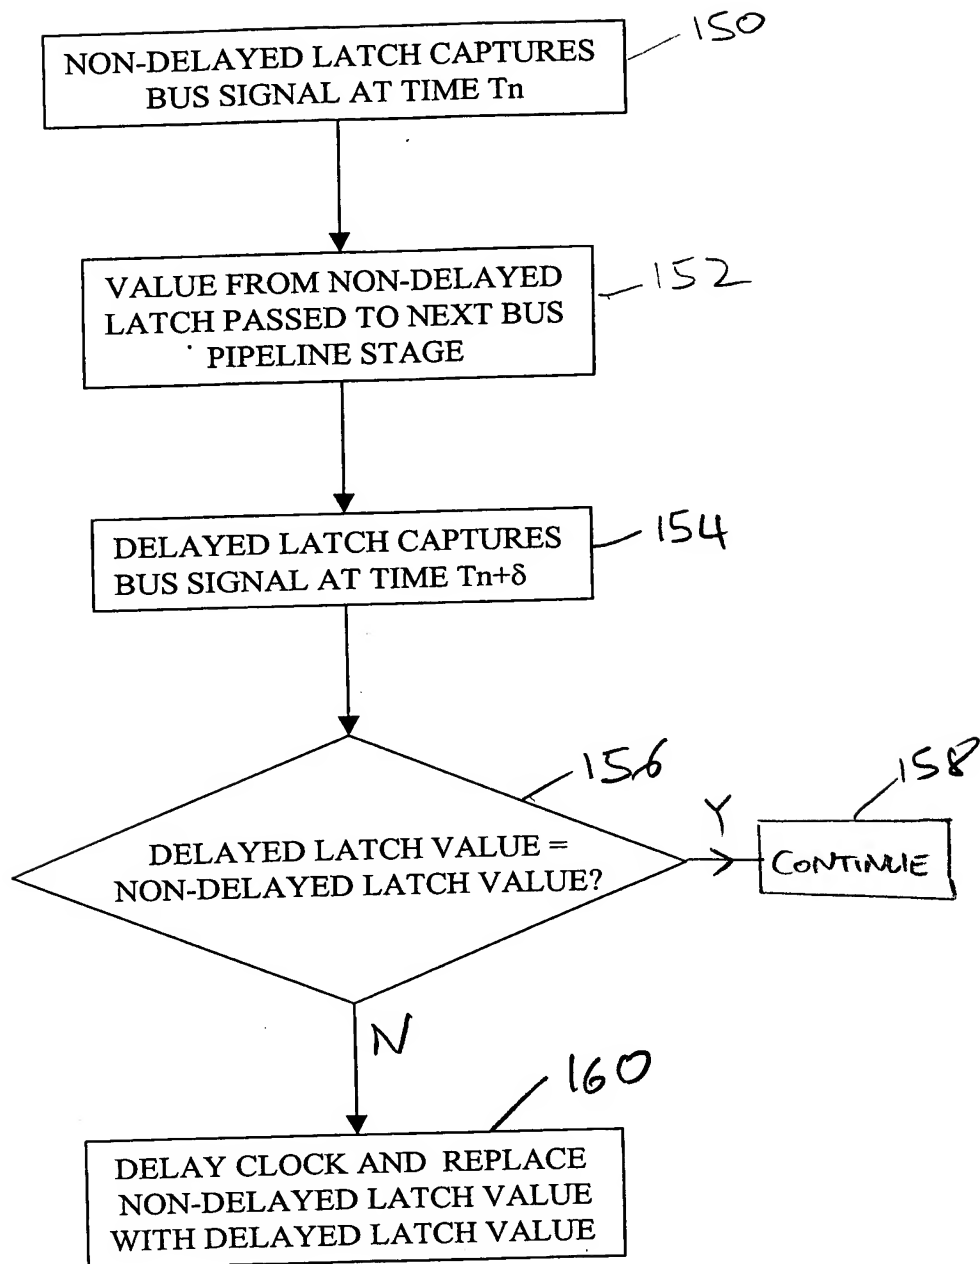 150
NON-DELAYED LATCH CAPTURES
BUS SIGNAL AT TIME Tn
152
VALUE FROM NON-DELAYED
LATCH PASSED TO NEXT BUS
PIPELINE STAGE
154
DELAYED LATCH CAPTURES
BUS SIGNAL AT TIME Tn+δ
156
158
DELAYED LATCH VALUE =
NON-DELAYED LATCH VALUE?
Y
CONTINUE
N
160
DELAY CLOCK AND REPLACE
NON-DELAYED LATCH VALUE
WITH DELAYED LATCH VALUE